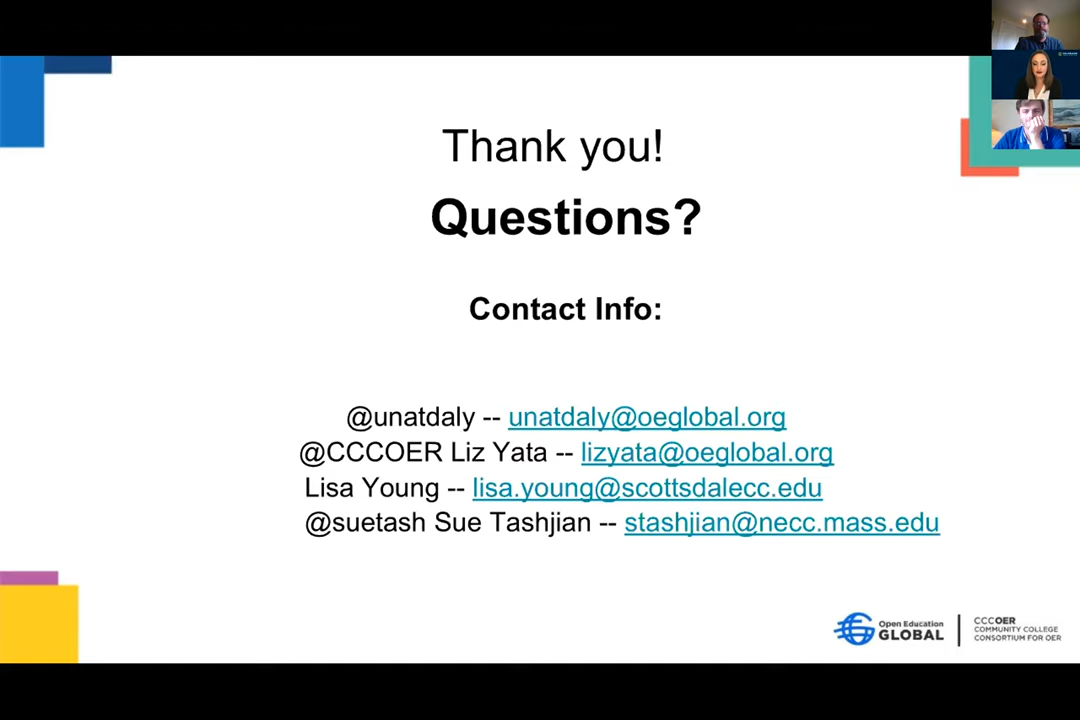 Thank you!
Questions?
Contact Info:
@unatdaly -- unatdaly@oeglobal.org
@CCCOER Liz Yata -- lizyata@oeglobal.org
Lisa Young -- lisa.young@scottsdalecc.edu
@suetash Sue Tashjian -- stashjian@necc.mass.edu
Open Education
GLOBAL
CCCOER
COMMUNITY COLLEGE
CONSORTIUM FOR OER